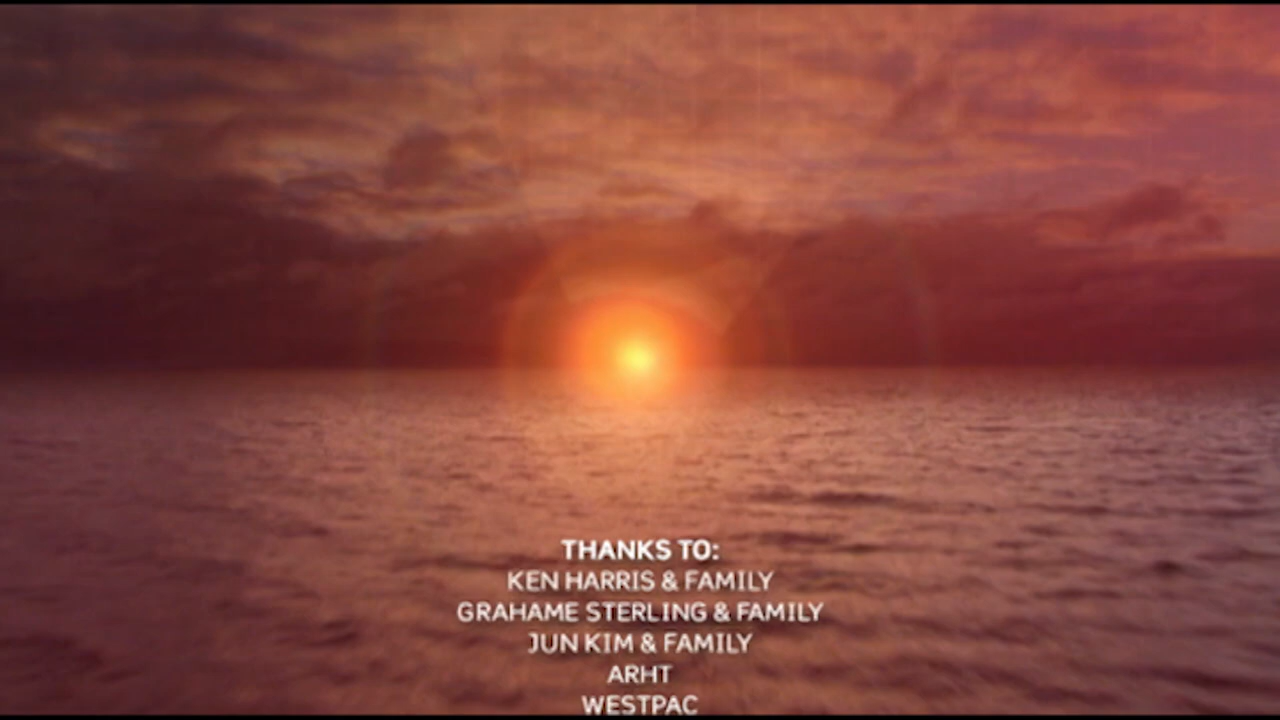 THANKS TO:
KEN HARRIS & FAMILY
GRAHAME STERLING & FAMILY
JUN KIM & FAMILY
ARHT
WESTPAC